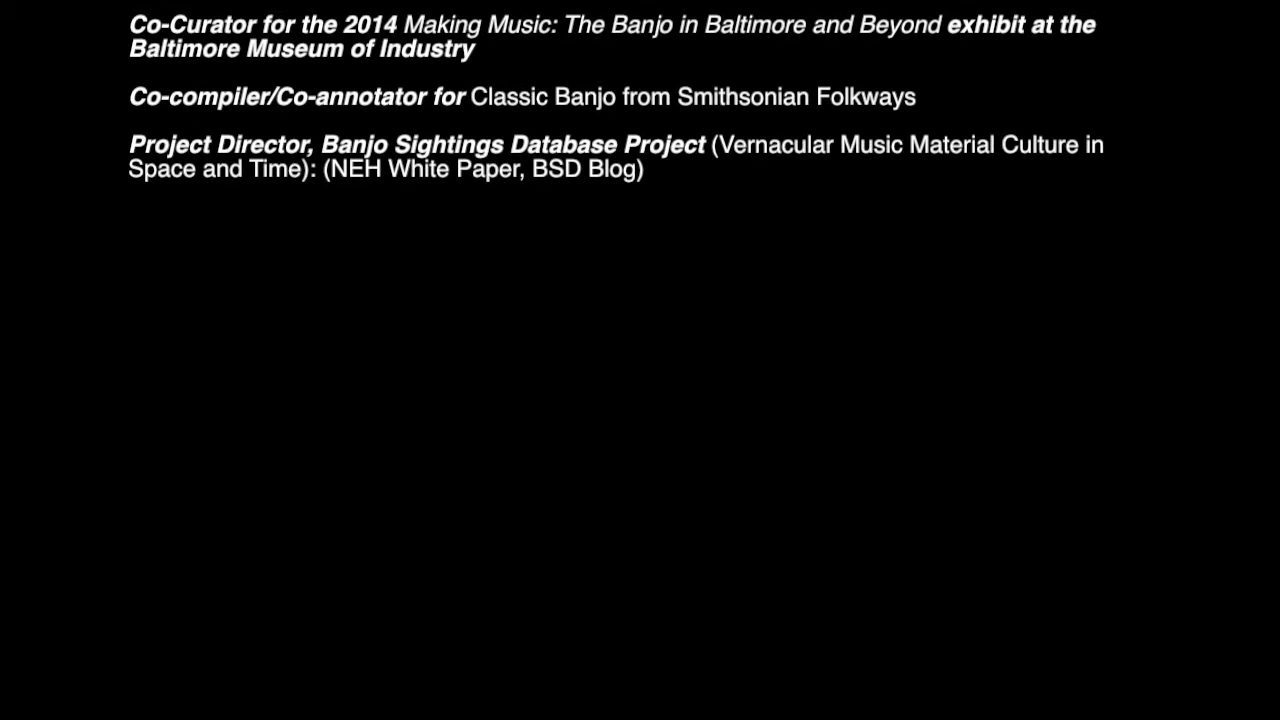 Co-Curator for the 2014 Making Music: The Banjo in Baltimore and Beyond exhibit at the
Baltimore Museum of Industry
Co-compiler/Co-annotator for Classic Banjo from Smithsonian Folkways
Project Director, Banjo Sightings Database Project (Vernacular Music Material Culture in
Space and Time): (NEH White Paper, BSD Blog)